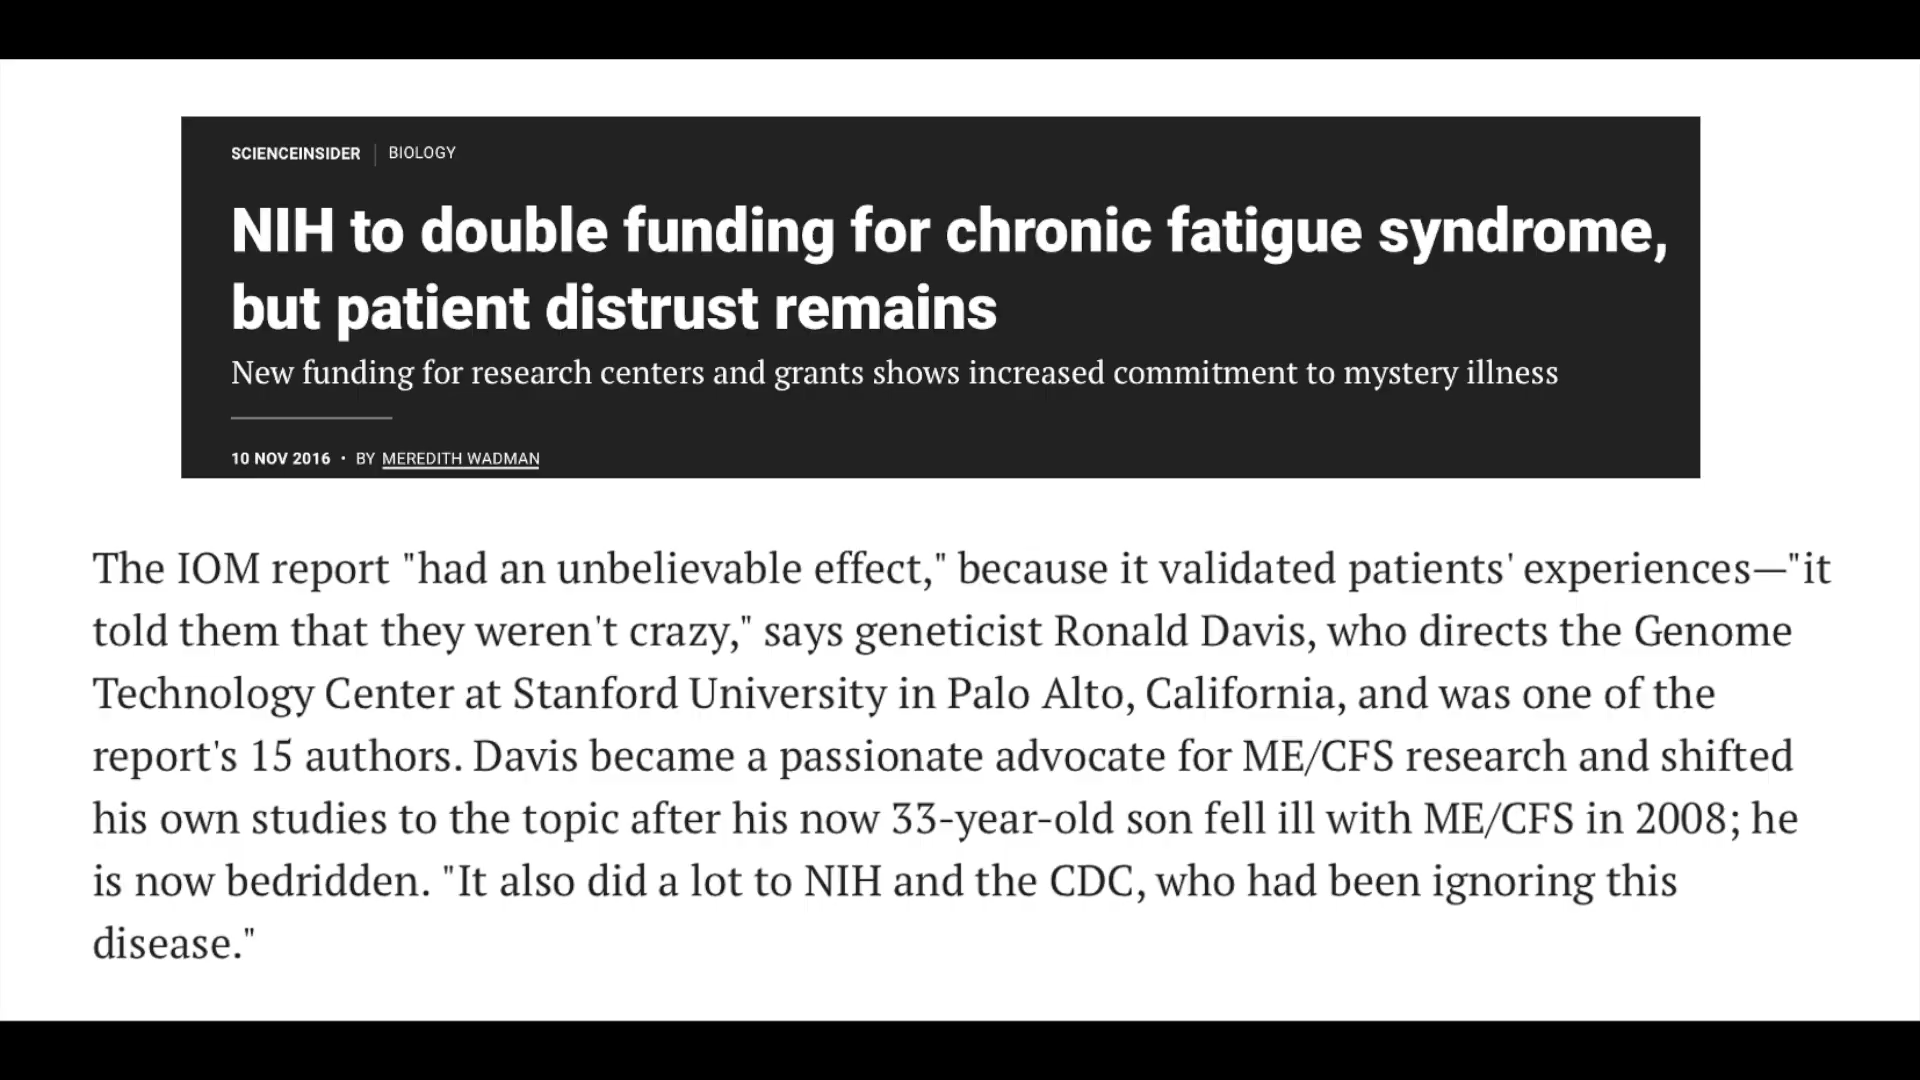 SCIENCEINSIDER | BIOLOGY
NIH to double funding for chronic fatigue syndrome,
but patient distrust remains
New funding for research centers and grants shows increased commitment to mystery illness
10 NOV 2016 • BY MEREDITH WADMAN
The IOM report "had an unbelievable effect," because it validated patients' experiences—"it
told them that they weren't crazy," says geneticist Ronald Davis, who directs the Genome
Technology Center at Stanford University in Palo Alto, California, and was one of the
report's 15 authors. Davis became a passionate advocate for ME/CFS research and shifted
his own studies to the topic after his now 33-year-old son fell ill with ME/CFS in 2008; he
is now bedridden. "It also did a lot to NIH and the CDC, who had been ignoring this
disease."